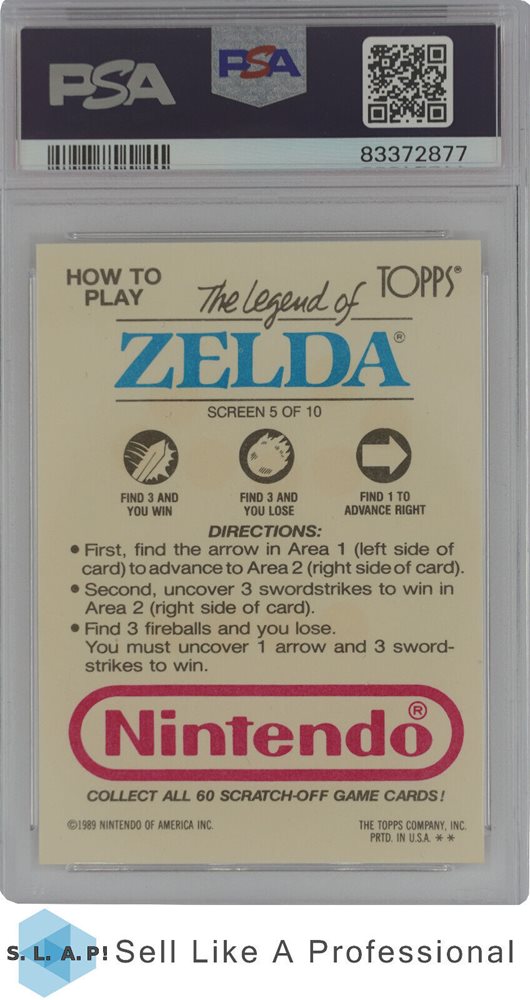 PSA
PSA
83372877
HOW TO
PLAY
The Legend of
TOPPS®
ZELDA®
SCREEN 5 OF 10
FIND 3 AND
YOU WIN
FIND 3 AND
YOU LOSE
FIND 1 TO
ADVANCE RIGHT
DIRECTIONS:
• First, find the arrow in Area 1 (left side of
card) to advance to Area 2 (right side of card).
• Second, uncover 3 swordstrikes to win in
Area 2 (right side of card).
• Find 3 fireballs and you lose.
You must uncover 1 arrow and 3 sword-
strikes to win.
Nintendo®
COLLECT ALL 60 SCRATCH-OFF GAME CARDS!
©1989 NINTENDO OF AMERICA INC.
THE TOPPS COMPANY, INC.
PRTD. IN U.S.A. * *
S. L. A.P! Sell Like A Professional